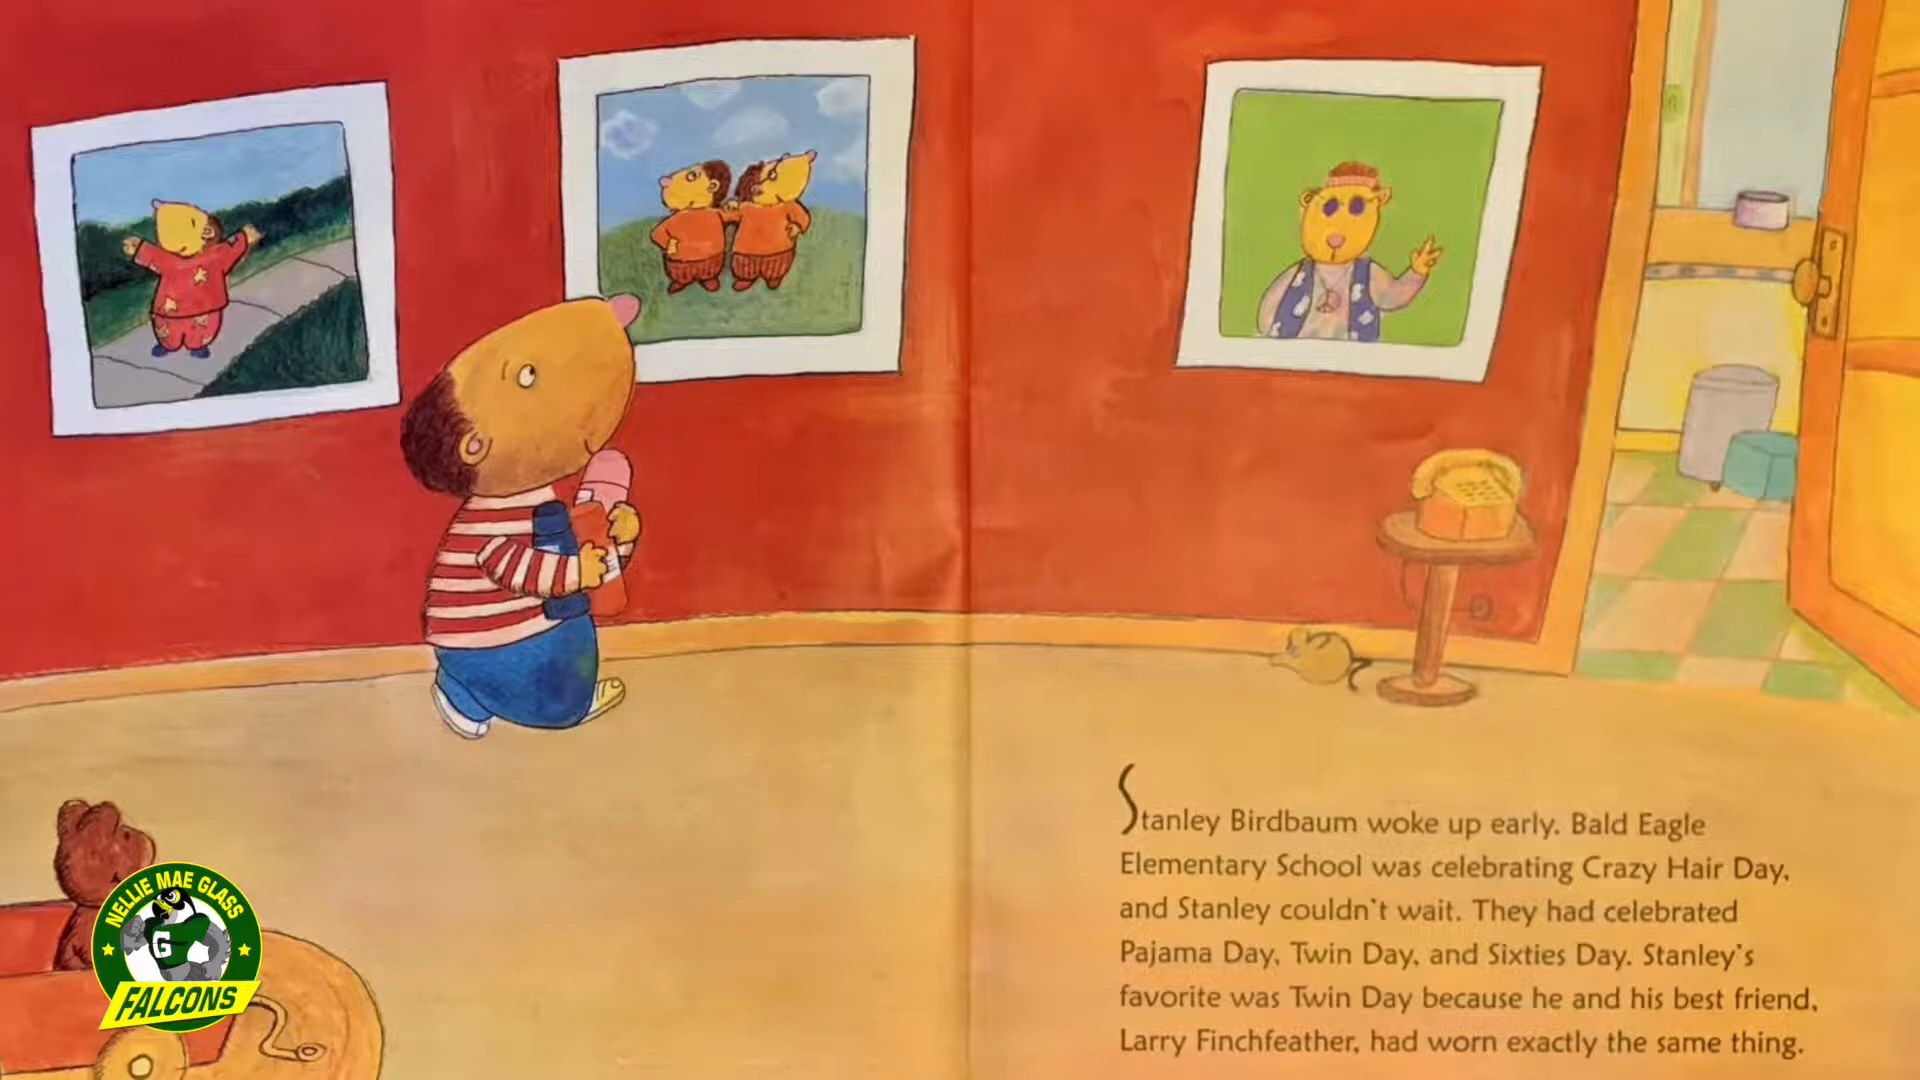 Stanley Birdbaum woke up early. Bald Eagle
Elementary School was celebrating Crazy Hair Day,
and Stanley couldn't wait. They had celebrated
Pajama Day, Twin Day, and Sixties Day. Stanley's
favorite was Twin Day because he and his best friend,
Larry Finchfeather, had worn exactly the same thing.
NELLIE MAE GLASS
G
FALCONS